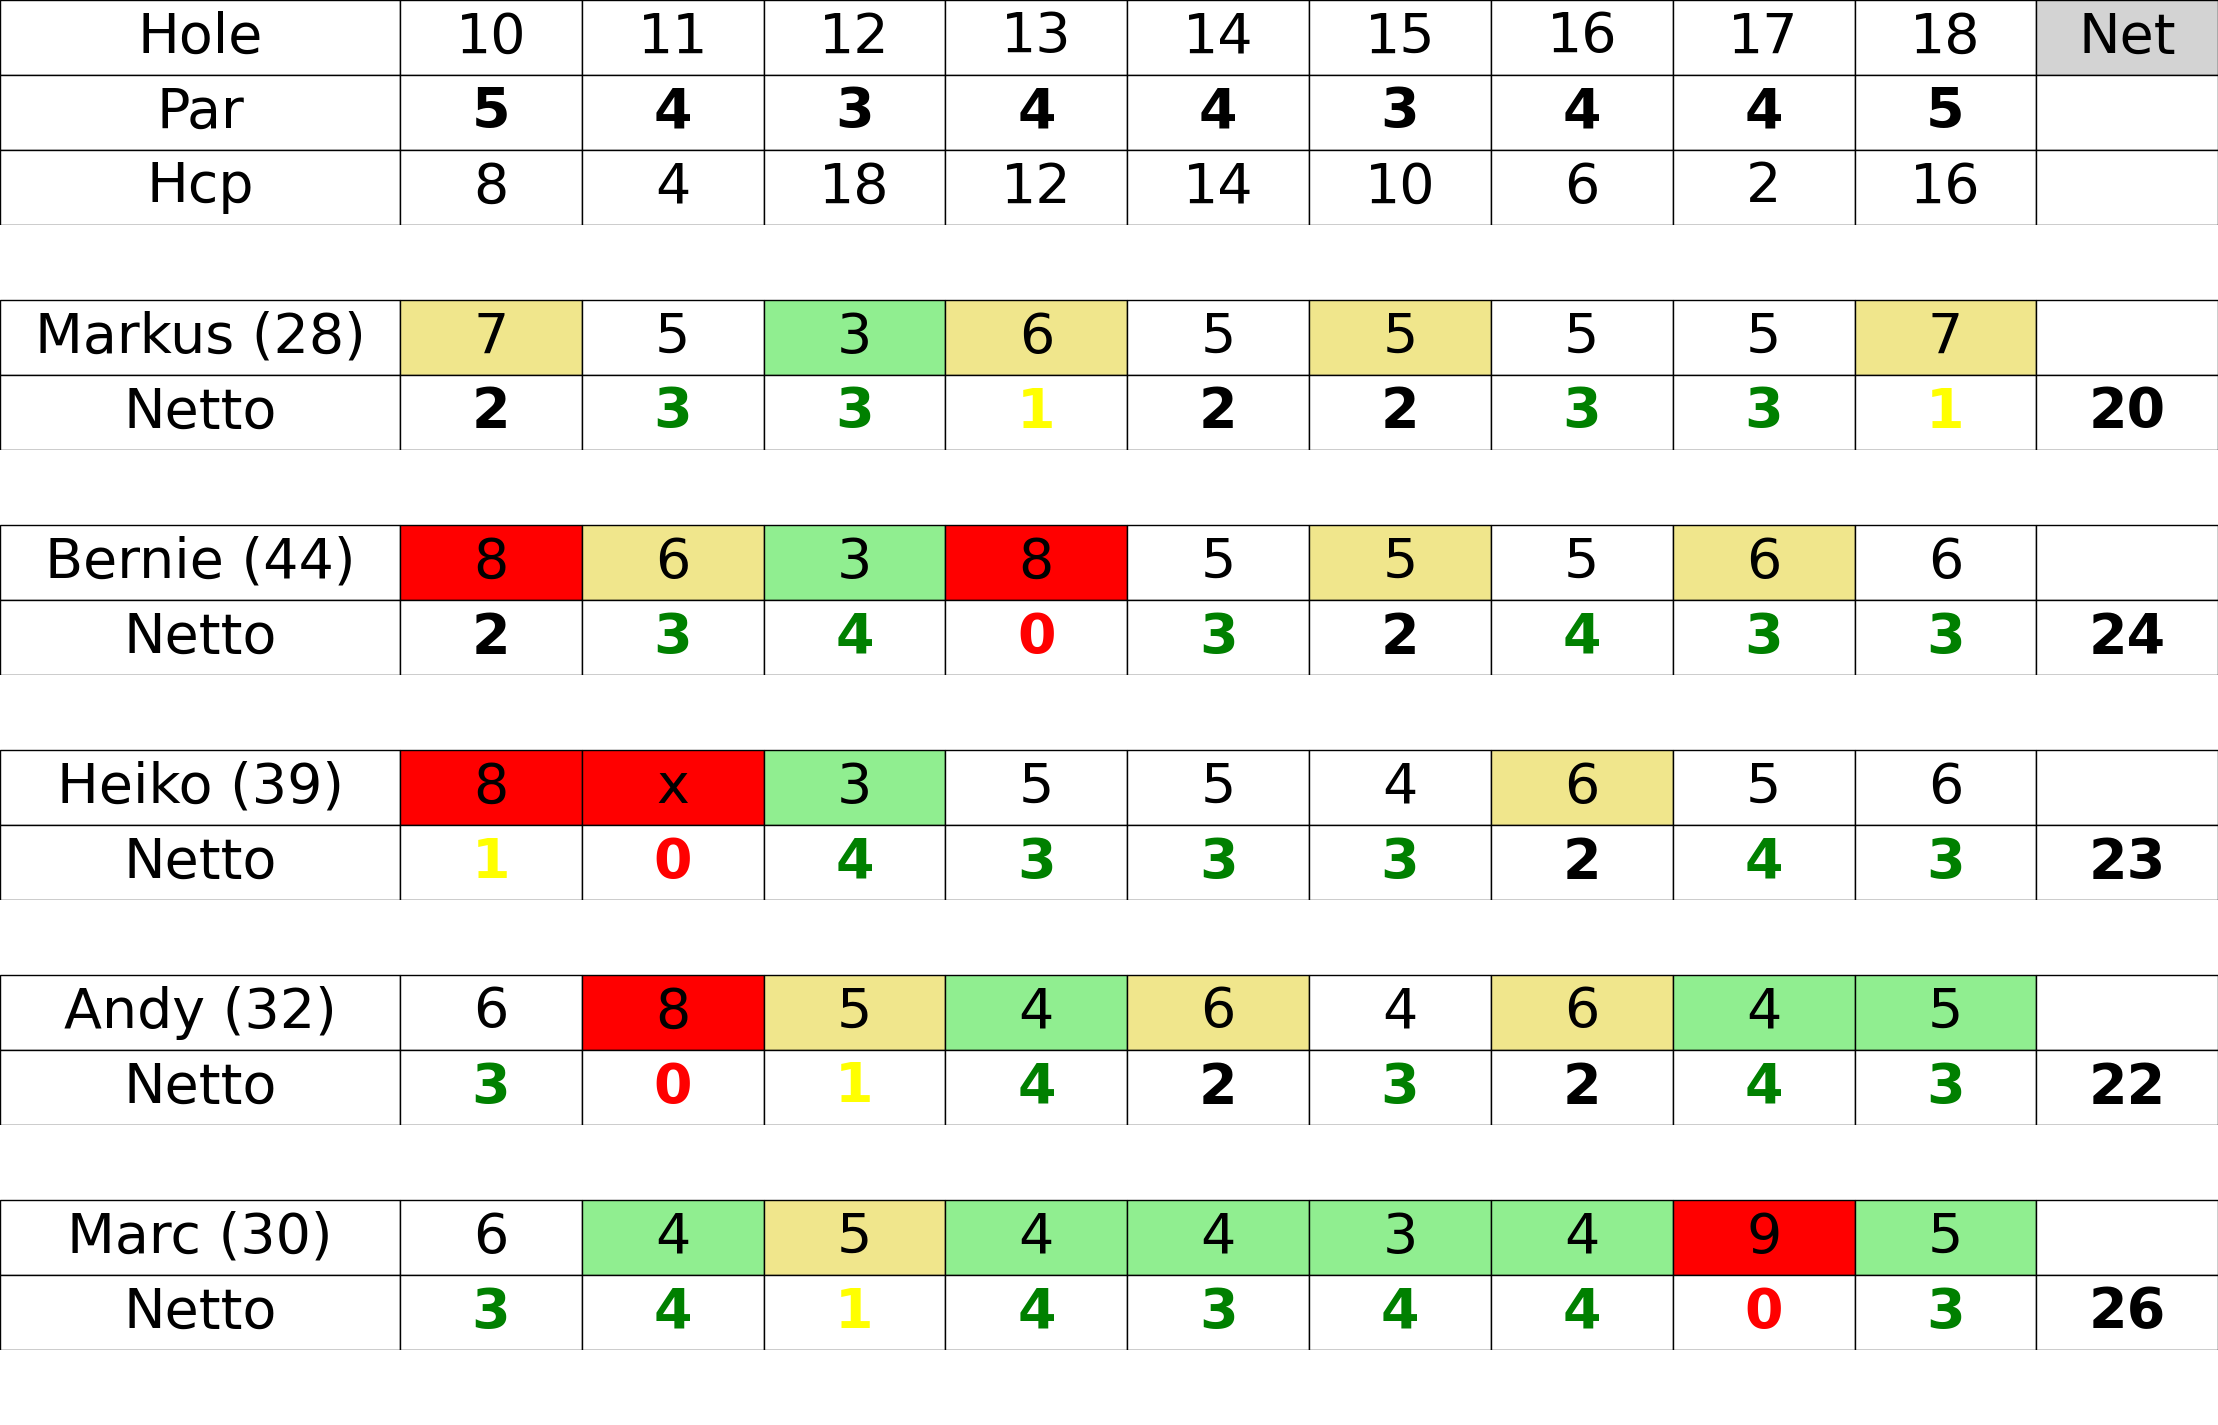 Hole 10 11 12 13 14 15 16 17 18 Net
Par 5 4 3 4 4 3 4 4 5
Hcp 8 4 18 12 14 10 6 2 16
Markus (28) 7 5 3 6 5 5 5 5 7
Netto 2 3 3 1 2 2 3 3 1 20
Bernie (44) 8 6 3 8 5 5 5 6 6
Netto 2 3 4 0 3 2 4 3 3 24
Heiko (39) 8 x 3 5 5 4 6 5 6
Netto 1 0 4 3 3 3 2 4 3 23
Andy (32) 6 8 5 4 6 4 6 4 5
Netto 3 0 1 4 2 3 2 4 3 22
Marc (30) 6 4 5 4 4 3 4 9 5
Netto 3 4 1 4 3 4 4 0 3 26